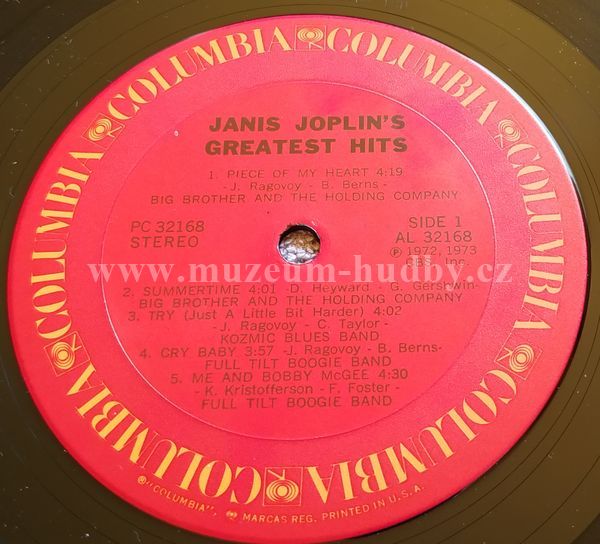 COLUMBIA COLUMBIA COLUMBIA COLUMBIA COLUMBIA COLUMBIA
JANIS JOPLIN'S
GREATEST HITS
1. PIECE OF MY HEART 4:19
- J. Ragovoy - B. Berns -
BIG BROTHER AND THE HOLDING COMPANY
PC 32168 SIDE 1
STEREO AL 32168
℗ 1972, 1973
CBS, Inc.
www.muzeum-hudby.cz
2. SUMMERTIME 4:01 -D. Heyward - G. Gershwin-
BIG BROTHER AND THE HOLDING COMPANY
3. TRY (Just A Little Bit Harder) 4:02
- J. Ragovoy - C. Taylor -
KOZMIC BLUES BAND
4. CRY BABY 3:57 -J. Ragovoy - B. Berns-
FULL TILT BOOGIE BAND
5. ME AND BOBBY McGEE 4:30
- K. Kristofferson - F. Foster -
FULL TILT BOOGIE BAND
® "COLUMBIA", MARCAS REG. PRINTED IN U.S.A.